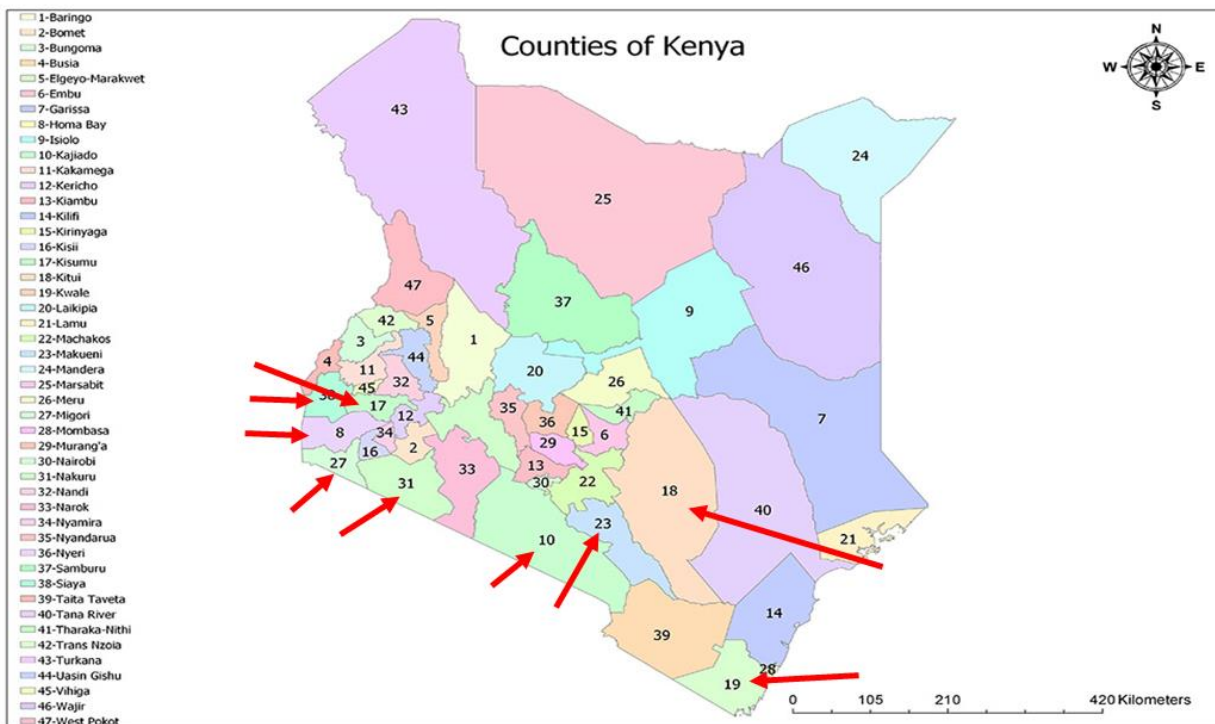 1-Baringo
2-Bomet
3-Bungoma
4-Busia
5-Elgeyo-Marakwet
6-Embu
7-Garissa
8-Homa Bay
9-Isiolo
10-Kajiado
11-Kakamega
12-Kericho
13-Kiambu
14-Kilifi
15-Kirinyaga
16-Kisii
17-Kisumu
18-Kitui
19-Kwale
20-Laikipia
21-Lamu
22-Machakos
23-Makueni
24-Mandera
25-Marsabit
26-Meru
27-Migori
28-Mombasa
29-Murang'a
30-Nairobi
31-Nakuru
32-Nandi
33-Narok
34-Nyamira
35-Nyandarua
36-Nyeri
37-Samburu
38-Siaya
39-Taita Taveta
40-Tana River
41-Tharaka-Nithi
42-Trans Nzoia
43-Turkana
44-Uasin Gishu
45-Vihiga
46-Wajir
47-West Pokot
Counties of Kenya
N
W E
S
43
24
25
46
47
37
9
42
5
1
3
44
4
11
20
32
26
45
38
17
35
7
12
36
41
8
34
15
6
16
2
29
27
33
13
18
31
30
22
40
23
10
21
14
39
28
19
0 105 210 420 Kilometers